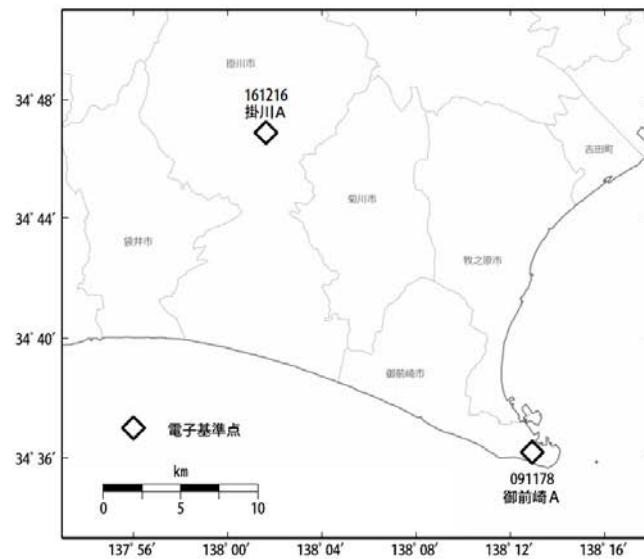 掛川市
34° 48′
161216
掛川A
吉田町
菊川市
34° 44′
袋井市
牧之原市
34° 40′
御前崎市
電子基準点
34° 36′
km
091178
御前崎A
0 5 10
137° 56′ 138° 00′ 138° 04′ 138° 08′ 138° 12′ 138° 16′